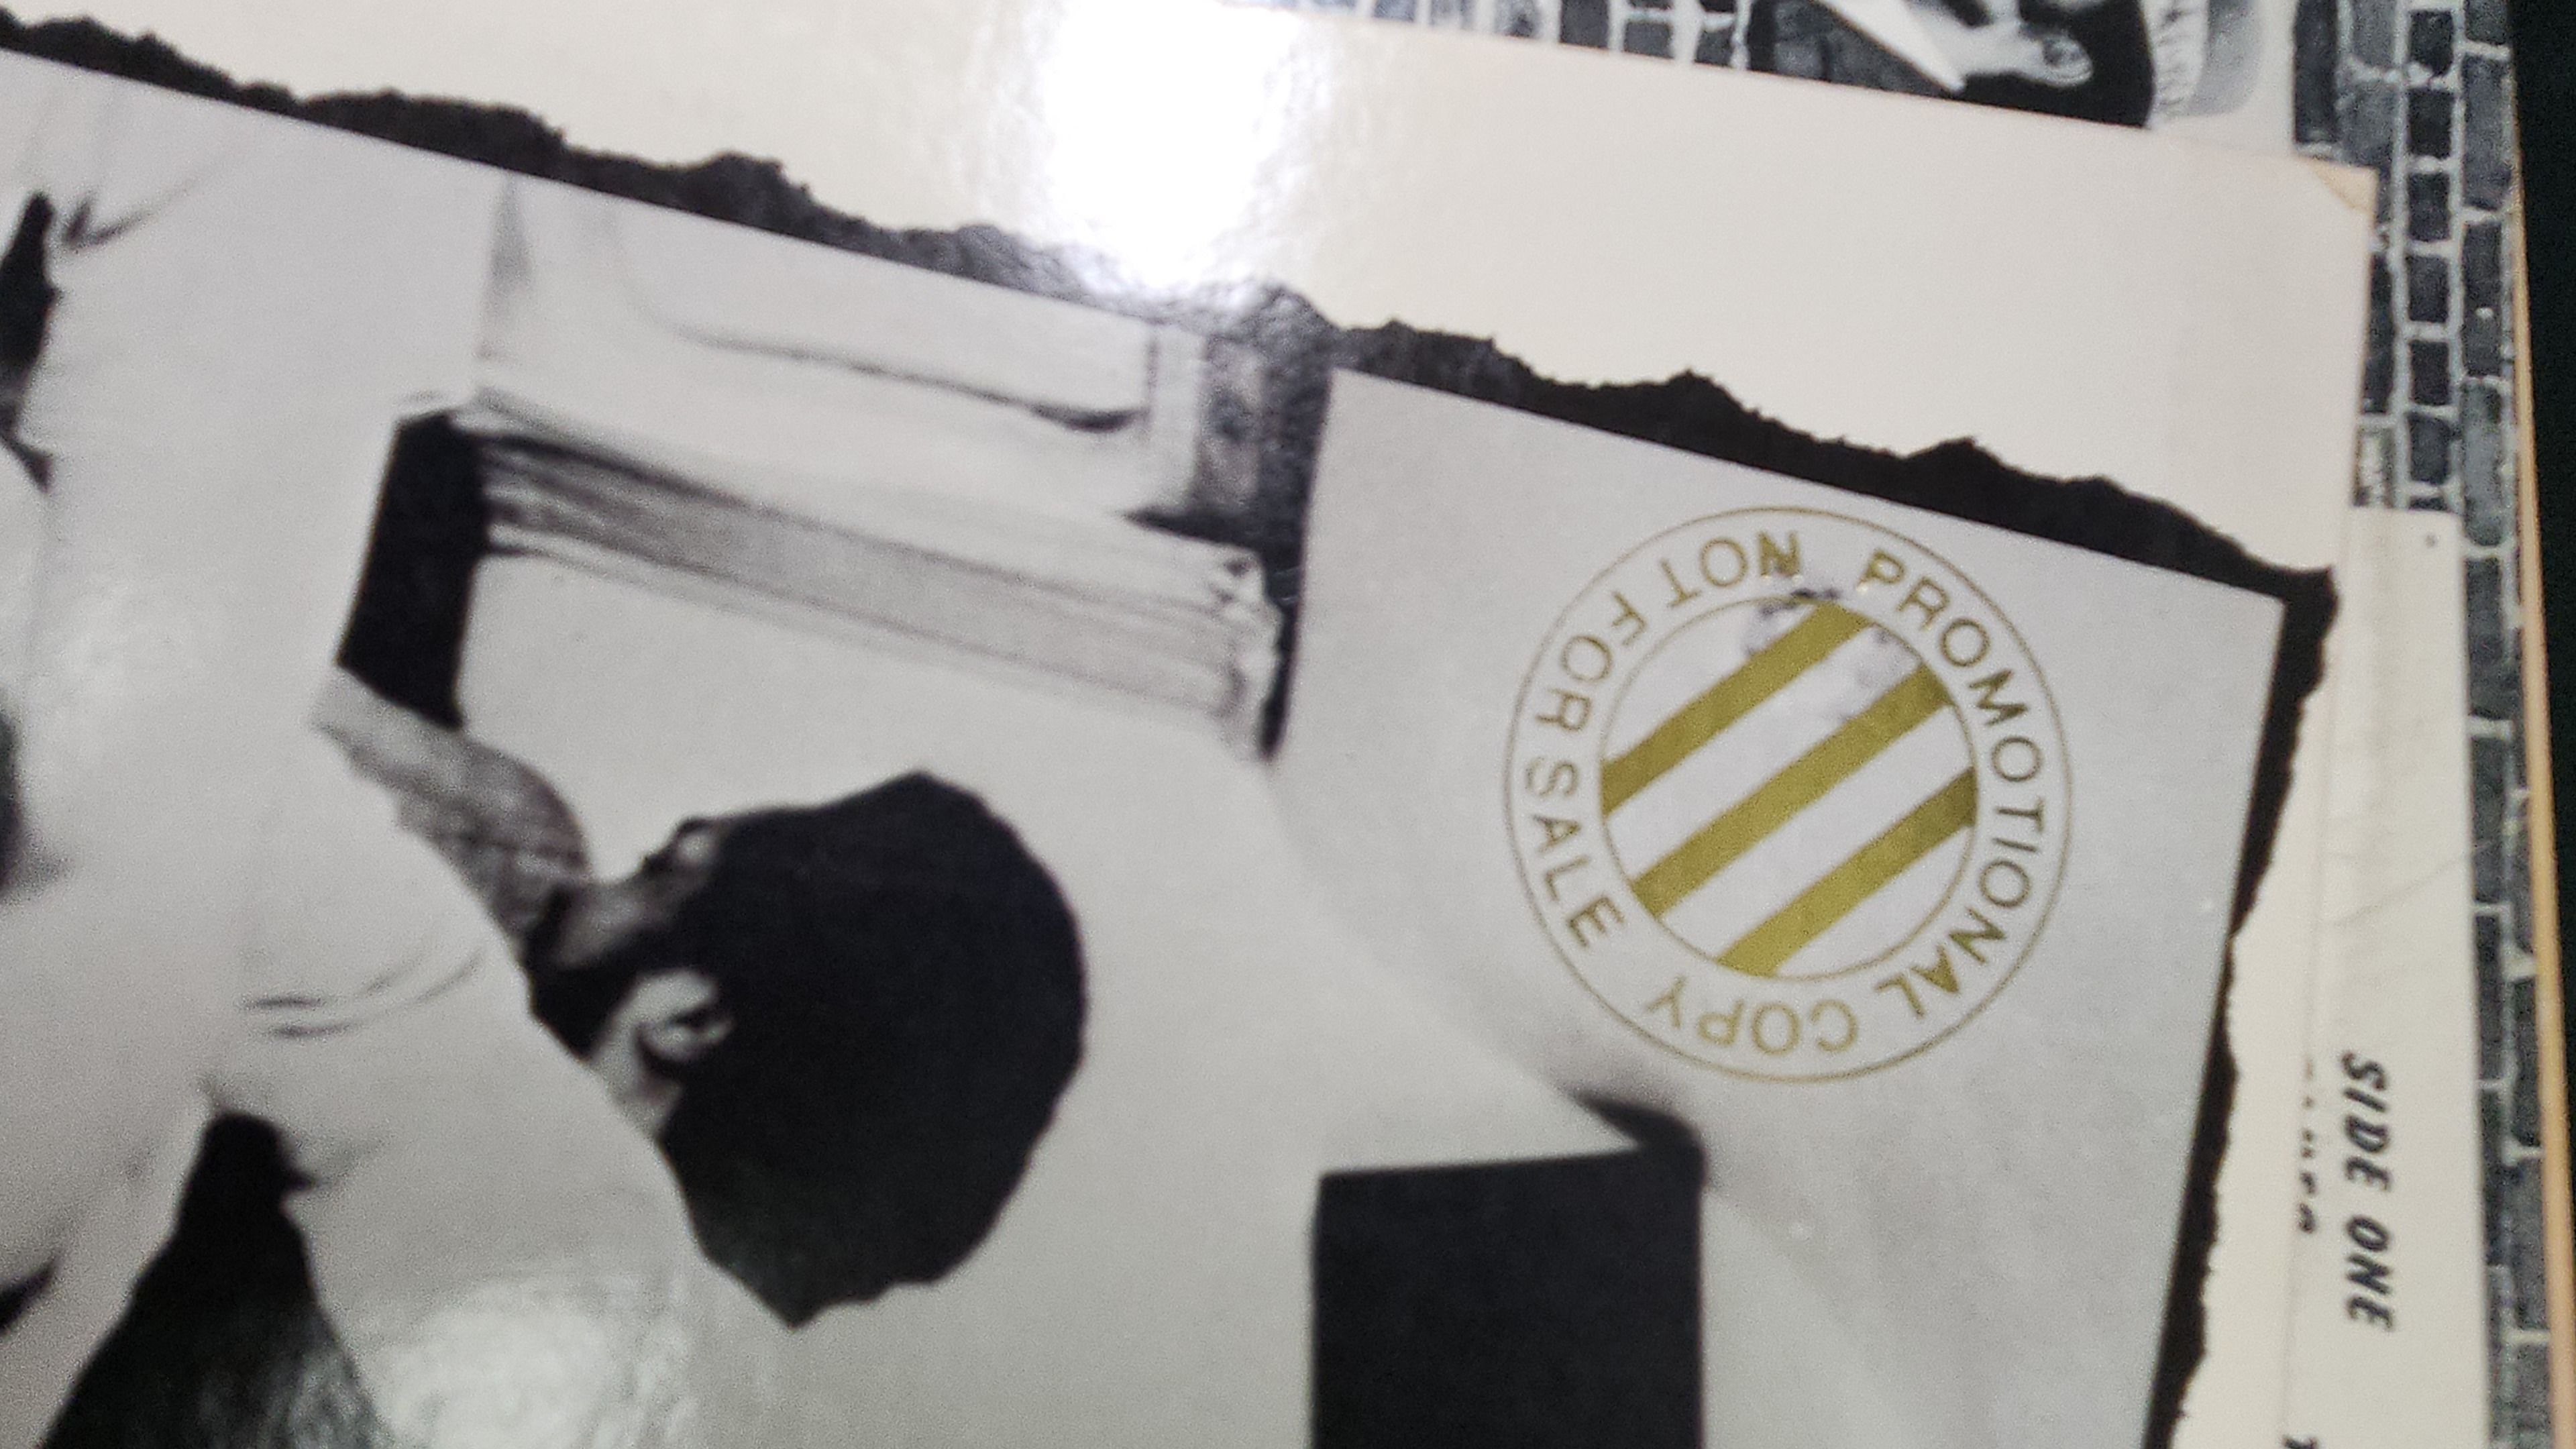 NOT FOR SALE
PROMOTIONAL COPY
SIDE ONE